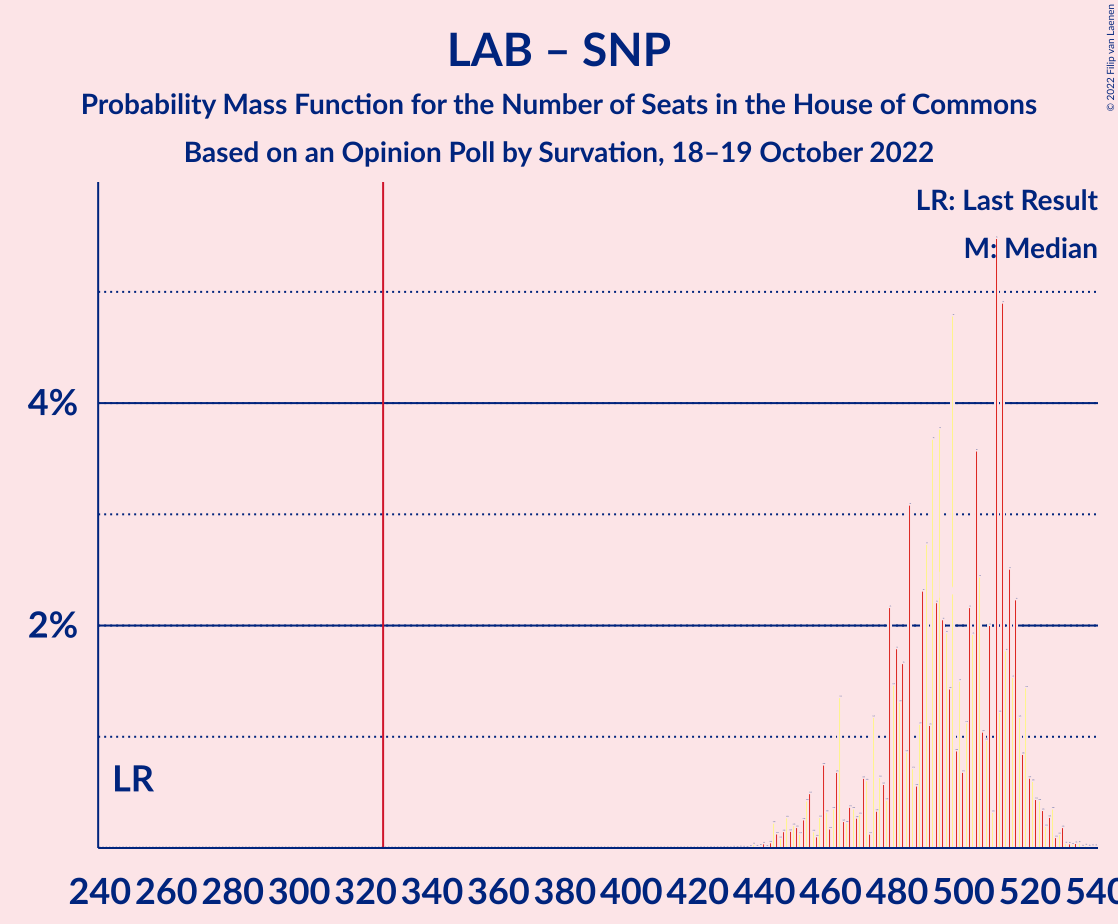 LAB – SNP
Probability Mass Function for the Number of Seats in the House of Commons
Based on an Opinion Poll by Survation, 18–19 October 2022
© 2022 Filip van Laenen
LR: Last Result
M: Median
4%
2%
LR
240 260 280 300 320 340 360 380 400 420 440 460 480 500 520 540